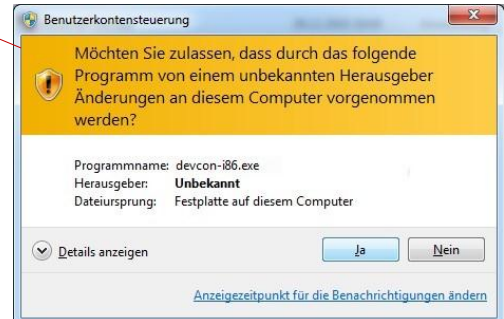 Benutzerkontensteuerung
Möchten Sie zulassen, dass durch das folgende
Programm von einem unbekannten Herausgeber
Änderungen an diesem Computer vorgenommen
werden?
Programmname: devcon-i86.exe
Herausgeber: Unbekannt
Dateiursprung: Festplatte auf diesem Computer
Details anzeigen
Ja
Nein
Anzeigezeitpunkt für die Benachrichtigungen ändern